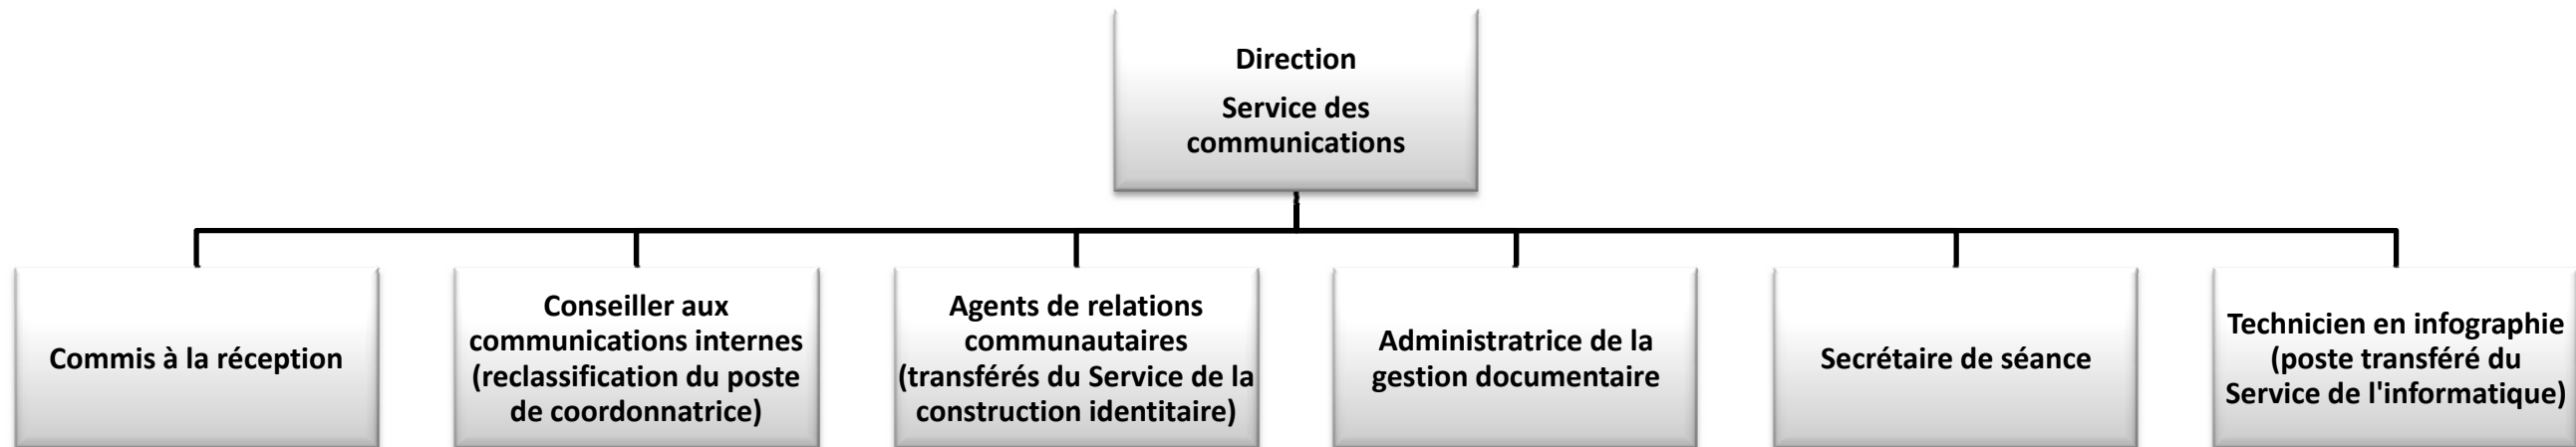 Direction
Service des
communications
Commis à la réception
Conseiller aux
communications internes
(reclassification du poste
de coordonnatrice)
Agents de relations
communautaires
(transférés du Service de la
construction identitaire)
Administratrice de la
gestion documentaire
Secrétaire de séance
Technicien en infographie
(poste transféré du
Service de l'informatique)